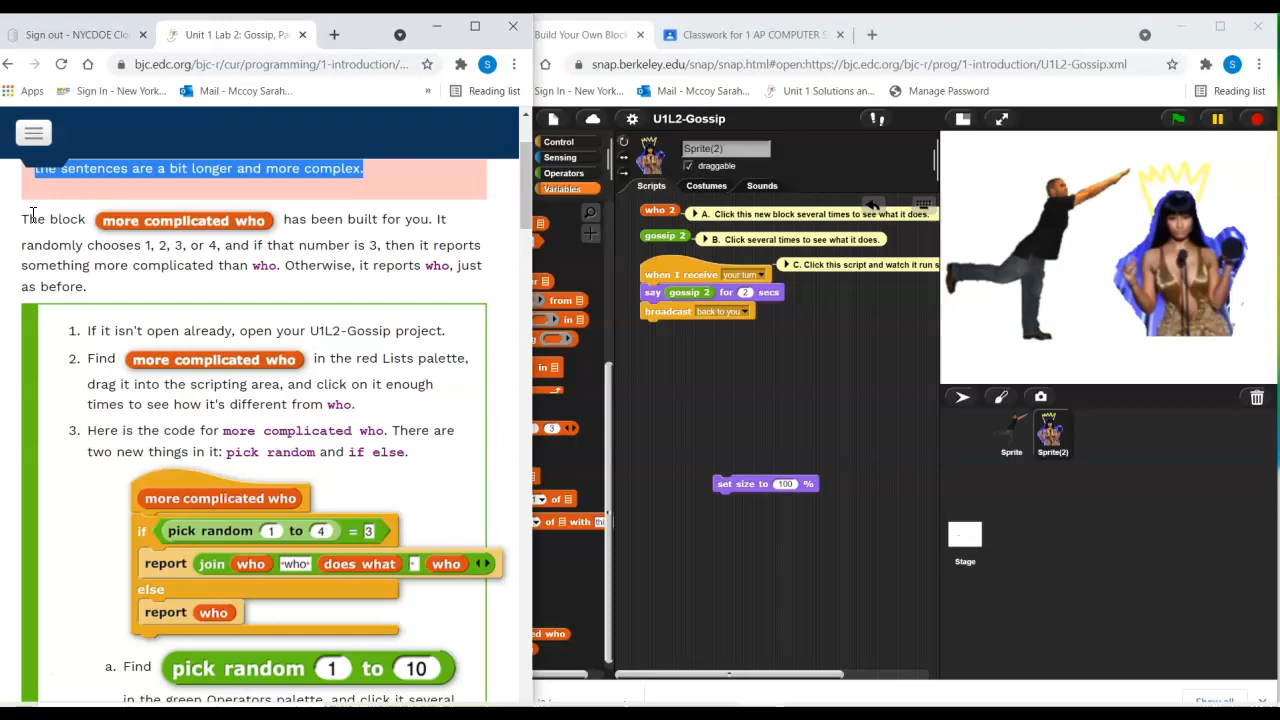 Sign out - NYCDOE Clo
Unit 1 Lab 2: Gossip, Pa
Build Your Own Block
Classwork for 1 AP COMPUTER S
bjc.edc.org/bjc-r/cur/programming/1-introduction/...
S
snap.berkeley.edu/snap/snap.html#open:https://bjc.edc.org/bjc-r/prog/1-introduction/U1L2-Gossip.xml
S
Apps
Sign In - New York...
Mail - Mccoy Sarah...
»
Reading list
Sign In - New York...
Mail - Mccoy Sarah...
Unit 1 Solutions an...
Manage Password
Reading list
the sentences are a bit longer and more complex.
The block more complicated who has been built for you. It
randomly chooses 1, 2, 3, or 4, and if that number is 3, then it reports
something more complicated than who. Otherwise, it reports who, just
as before.
1. If it isn't open already, open your U1L2-Gossip project.
2. Find more complicated who in the red Lists palette,
drag it into the scripting area, and click on it enough
times to see how it's different from who.
3. Here is the code for more complicated who. There are
two new things in it: pick random and if else.
more complicated who
if pick random 1 to 4 = 3
report join who who does what who
else
report who
a. Find pick random 1 to 10
in the green Operators palette, and click it several
U1L2-Gossip
Control
Sensing
Operators
Variables
from
in
in
3
1 of
of with thi
ed who
Sprite(2)
draggable
Scripts
Costumes
Sounds
who 2
A. Click this new block several times to see what it does.
gossip 2
B. Click several times to see what it does.
C. Click this script and watch it run s
when I receive your turn
say gossip 2 for 2 secs
broadcast back to you
set size to 100 %
Sprite
Sprite(2)
Stage
Show all